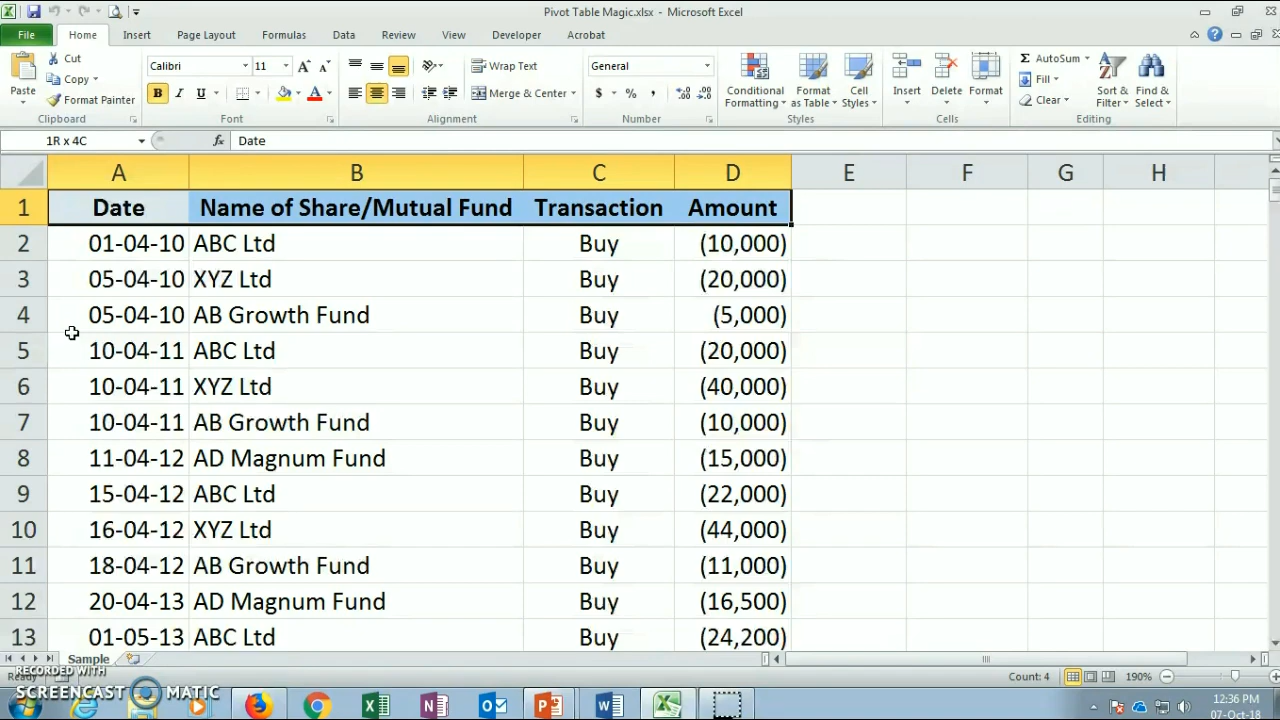 Pivot Table Magic.xlsx - Microsoft Excel
File Home Insert Page Layout Formulas Data Review View Developer Acrobat
Paste
Cut
Copy
Format Painter
Clipboard
Calibri 11
B I U
Font
Wrap Text
Merge & Center
Alignment
General
$ % ,
Number
Conditional Formatting
Format as Table
Cell Styles
Styles
Insert Delete Format
Cells
AutoSum
Fill
Clear
Sort & Filter
Find & Select
Editing
1R x 4C fx Date
A B C D E F G H
1 Date Name of Share/Mutual Fund Transaction Amount
2 01-04-10 ABC Ltd Buy (10,000)
3 05-04-10 XYZ Ltd Buy (20,000)
4 05-04-10 AB Growth Fund Buy (5,000)
5 10-04-11 ABC Ltd Buy (20,000)
6 10-04-11 XYZ Ltd Buy (40,000)
7 10-04-11 AB Growth Fund Buy (10,000)
8 11-04-12 AD Magnum Fund Buy (15,000)
9 15-04-12 ABC Ltd Buy (22,000)
10 16-04-12 XYZ Ltd Buy (44,000)
11 18-04-12 AB Growth Fund Buy (11,000)
12 20-04-13 AD Magnum Fund Buy (16,500)
13 01-05-13 ABC Ltd Buy (24,200)
Sample
Ready Count: 4 190%
RECORDED WITH
SCREENCAST MATIC
12:36 PM
07-Oct-18